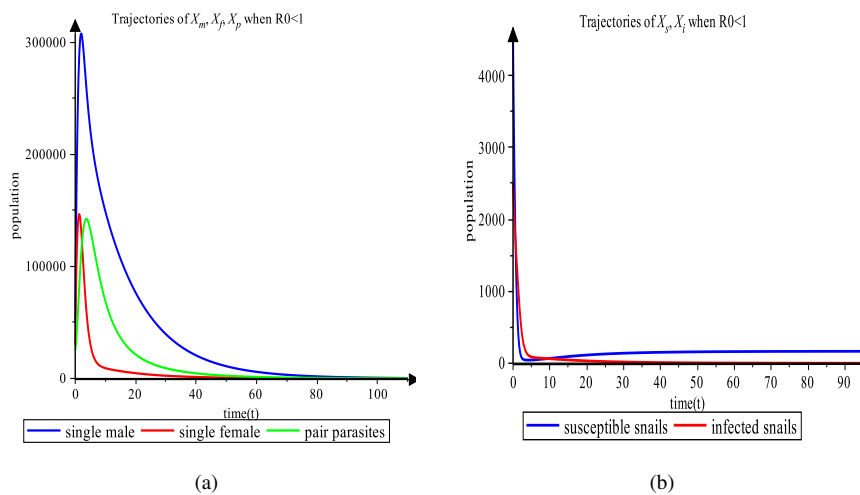 Trajectories of X_m, X_f, X_p when R0<1
300000
200000
100000
0
population
0 20 40 60 80 100
time(t)
single male single female pair parasites
(a)
Trajectories of X_s, X_i when R0<1
4000
3000
2000
1000
0
population
0 10 20 30 40 50 60 70 80 90
time(t)
susceptible snails infected snails
(b)